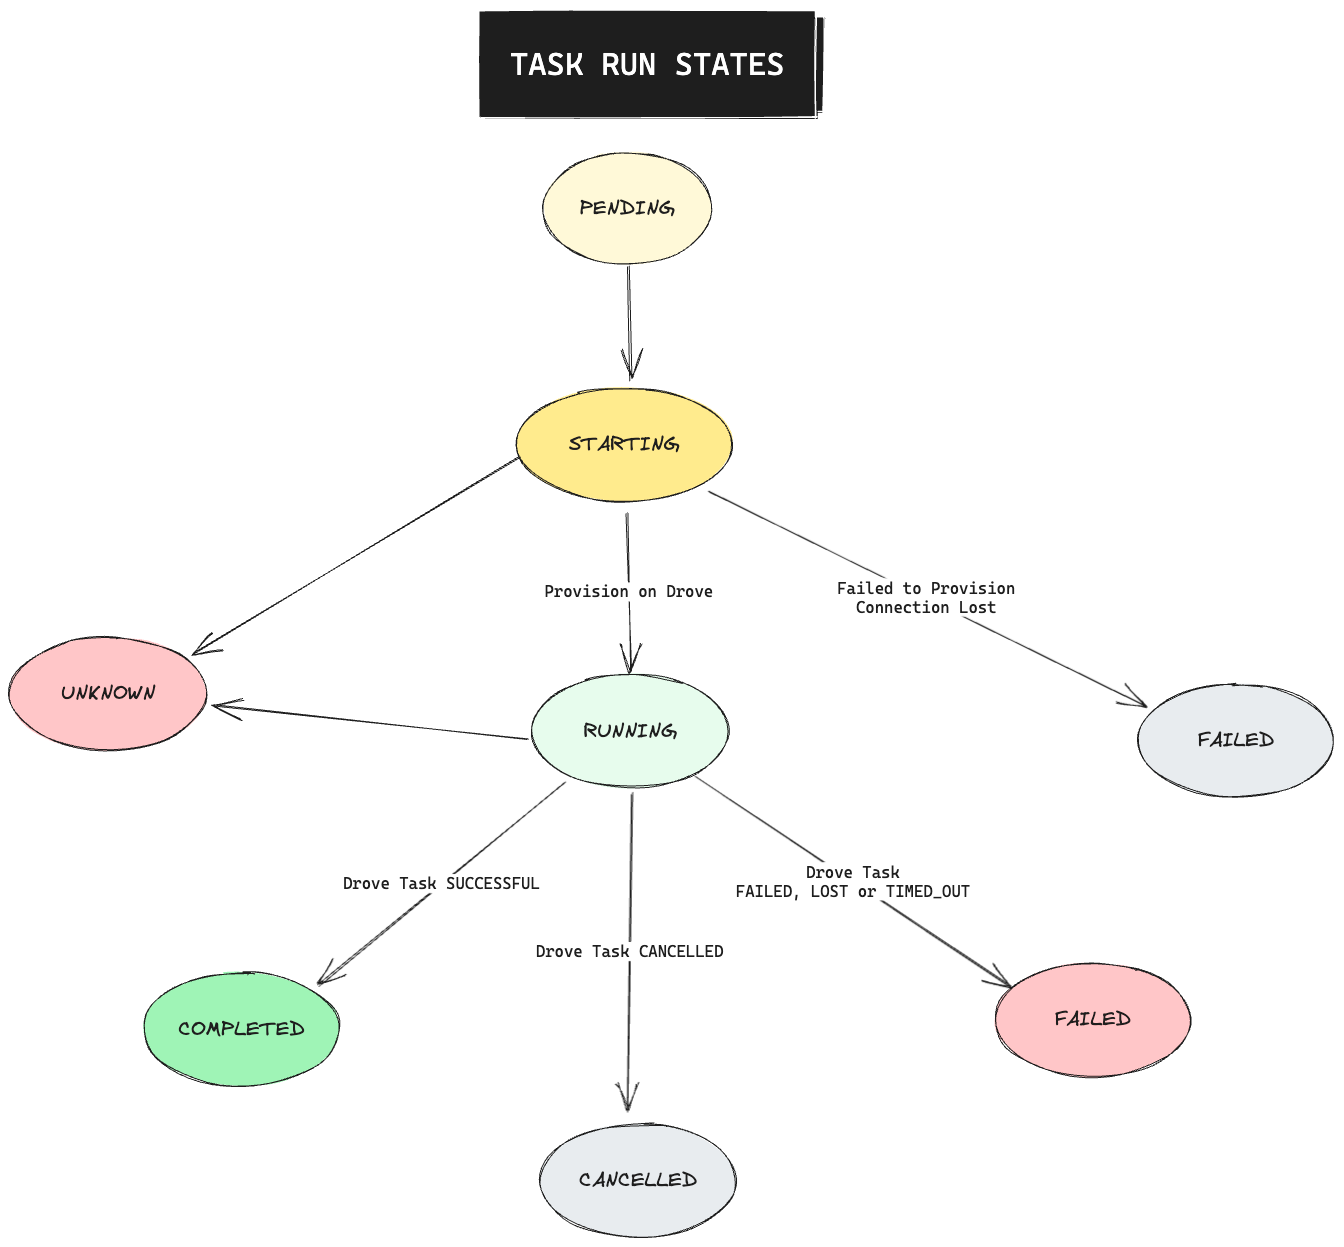 TASK RUN STATES
PENDING
STARTING
Provision on Drove
Failed to Provision
Connection Lost
UNKNOWN
RUNNING
FAILED
Drove Task SUCCESSFUL
Drove Task
FAILED, LOST or TIMED_OUT
Drove Task CANCELLED
COMPLETED
FAILED
CANCELLED